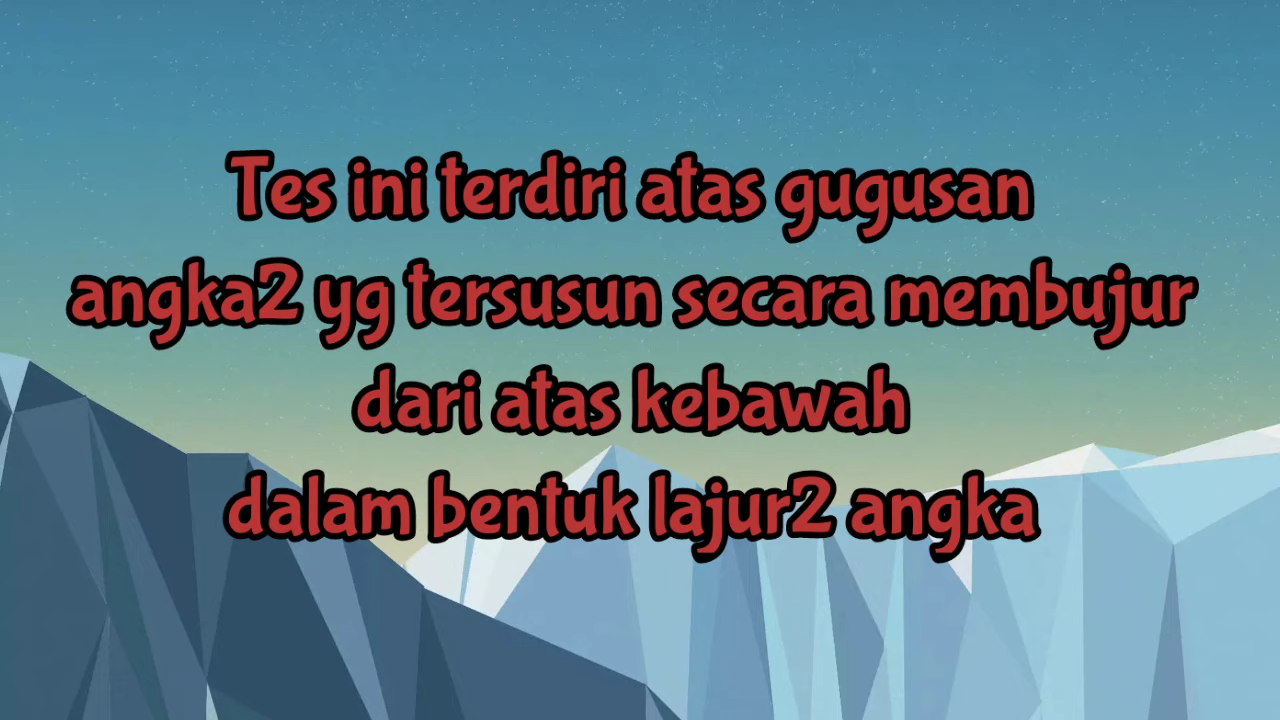 Tes ini terdiri atas gugusan
angka2 yg tersusun secara membujur
dari atas kebawah
dalam bentuk lajur2 angka